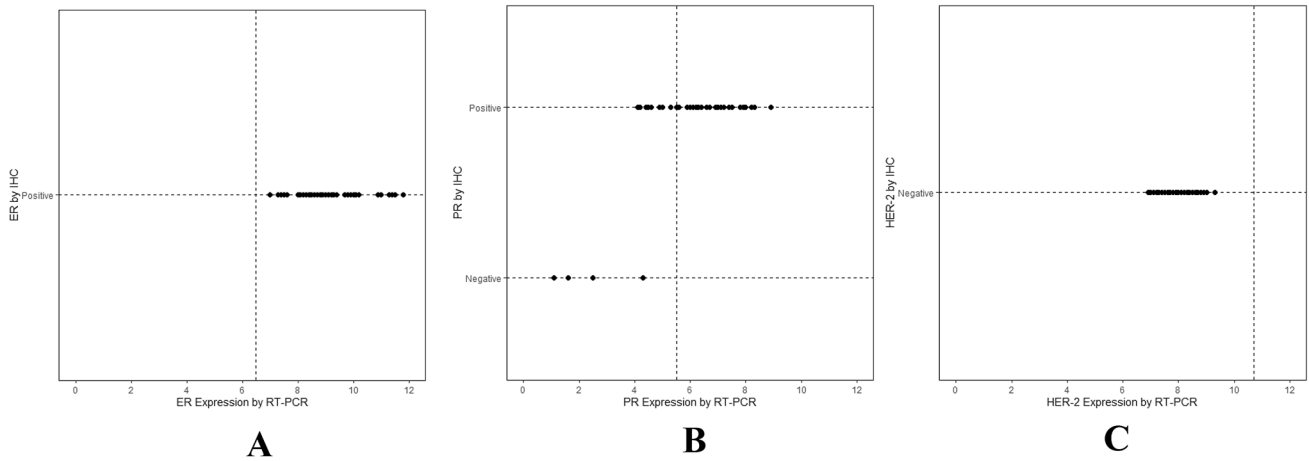 ER by IHC
Positive
0 2 4 6 8 10 12
ER Expression by RT-PCR
A
PR by IHC
Positive
Negative
0 2 4 6 8 10 12
PR Expression by RT-PCR
B
HER-2 by IHC
Negative
0 2 4 6 8 10 12
HER-2 Expression by RT-PCR
C